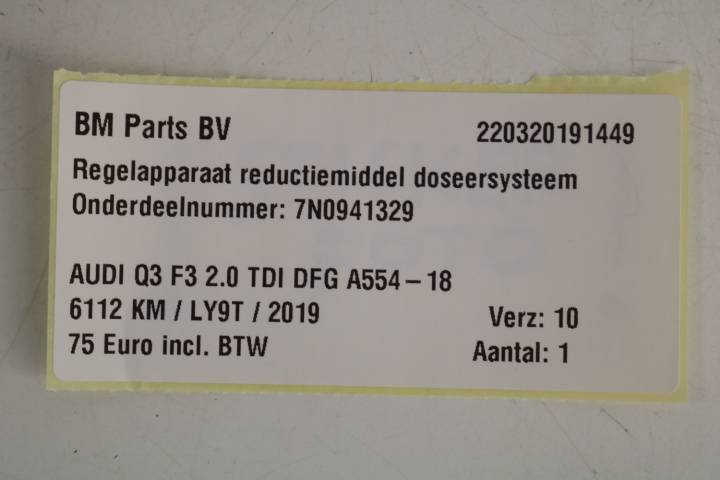 BM Parts BV 220320191449
Regelapparaat reductiemiddel doseersysteem
Onderdeelnummer: 7N0941329
AUDI Q3 F3 2.0 TDI DFG A554-18
6112 KM / LY9T / 2019 Verz: 10
75 Euro incl. BTW Aantal: 1